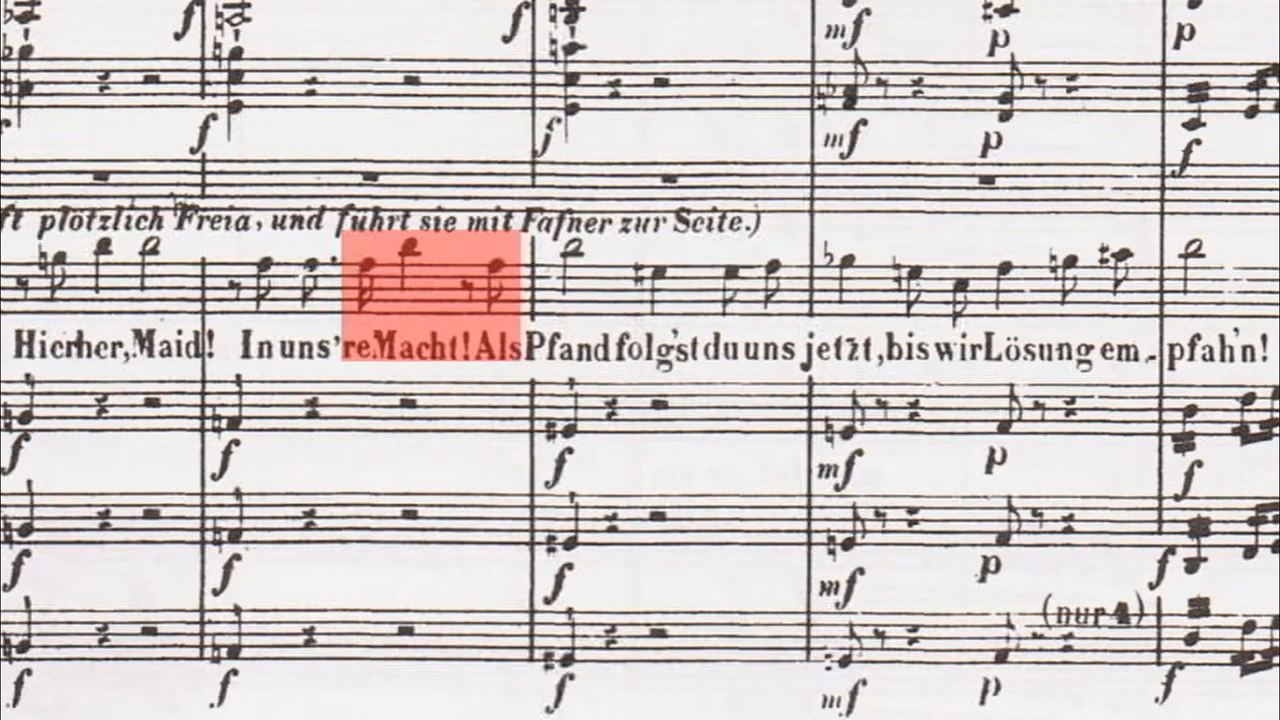 f f
mf p p
f f mf p f
ft plötzlich Freia, und führt sie mit Fafner zur Seite.)
Hierher, Maid! In uns're Macht! Als Pfand folg'st du uns jetzt, bis wir Lösung em - pfah'n!
f f f mf p f
f f f mf p f
(nur 4)
f f f mf p f